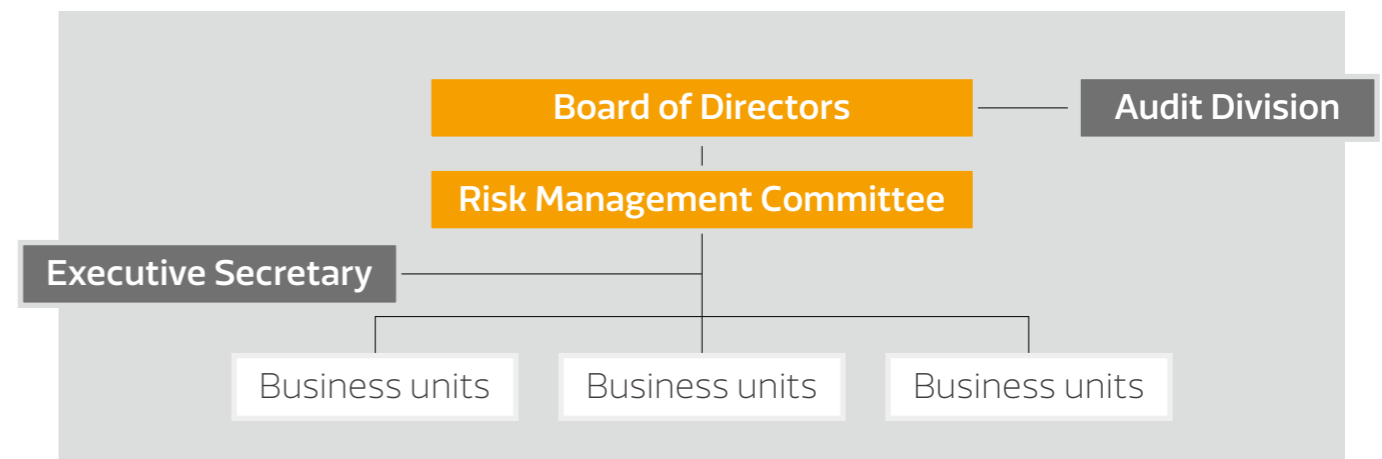 Board of Directors
Audit Division
Risk Management Committee
Executive Secretary
Business units
Business units
Business units